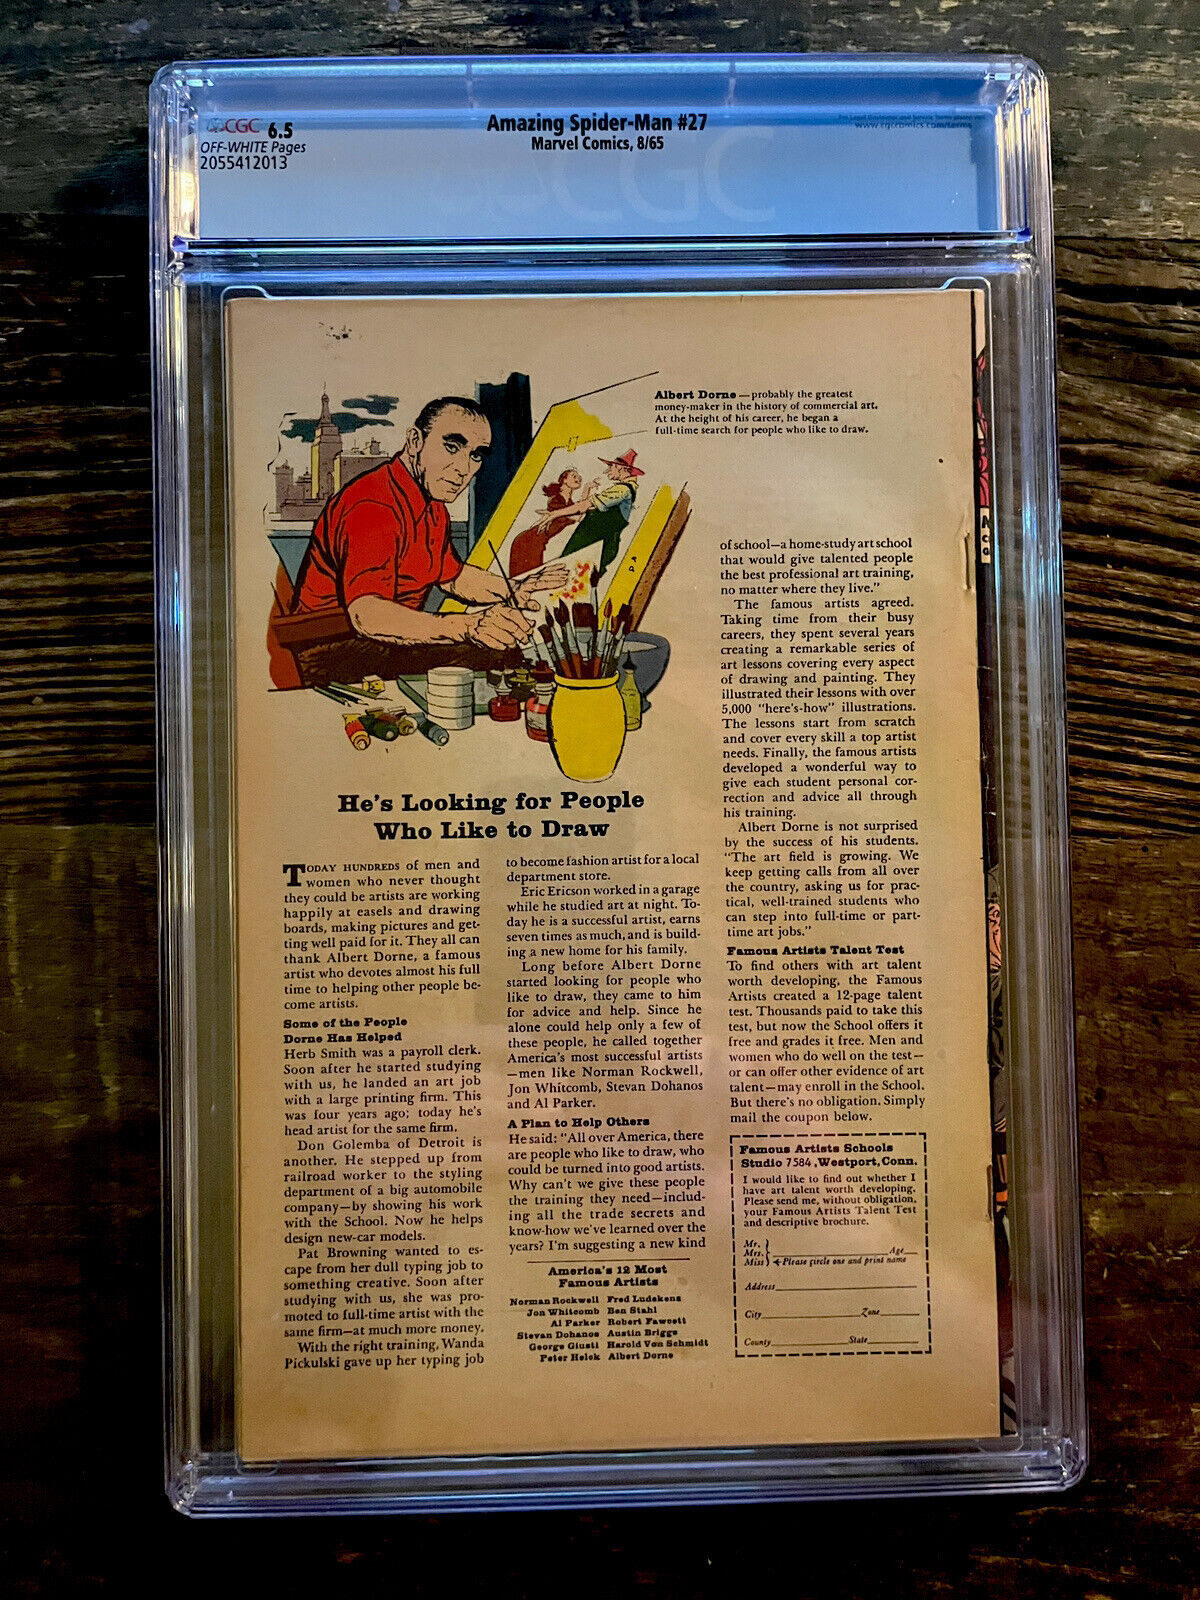 CGC 6.5
OFF-WHITE Pages
2055412013
Amazing Spider-Man #27
Marvel Comics, 8/65
www.cgccomics.com/terms
CGC
Albert Dorne — probably the greatest
money-maker in the history of commercial art.
At the height of his career, he began a
full-time search for people who like to draw.
DA
He's Looking for People
Who Like to Draw
TODAY HUNDREDS of men and
women who never thought
they could be artists are working
happily at easels and drawing
boards, making pictures and get-
ting well paid for it. They all can
thank Albert Dorne, a famous
artist who devotes almost his full
time to helping other people be-
come artists.
Some of the People
Dorne Has Helped
Herb Smith was a payroll clerk.
Soon after he started studying
with us, he landed an art job
with a large printing firm. This
was four years ago; today he's
head artist for the same firm.
Don Golemba of Detroit is
another. He stepped up from
railroad worker to the styling
department of a big automobile
company—by showing his work
with the School. Now he helps
design new-car models.
Pat Browning wanted to es-
cape from her dull typing job to
something creative. Soon after
studying with us, she was pro-
moted to full-time artist with the
same firm—at much more money.
With the right training, Wanda
Pickulski gave up her typing job
to become fashion artist for a local
department store.
Eric Ericson worked in a garage
while he studied art at night. To-
day he is a successful artist, earns
seven times as much, and is build-
ing a new home for his family.
Long before Albert Dorne
started looking for people who
like to draw, they came to him
for advice and help. Since he
alone could help only a few of
these people, he called together
America's most successful artists
—men like Norman Rockwell,
Jon Whitcomb, Stevan Dohanos
and Al Parker.
A Plan to Help Others
He said: "All over America, there
are people who like to draw, who
could be turned into good artists.
Why can't we give these people
the training they need—includ-
ing all the trade secrets and
know-how we've learned over the
years? I'm suggesting a new kind
America's 12 Most
Famous Artists
Norman Rockwell Fred Ludekens
Jon Whitcomb Ben Stahl
Al Parker Robert Fawcett
Stevan Dohanos Austin Briggs
George Giusti Harold Von Schmidt
Peter Helck Albert Dorne
of school—a home-study art school
that would give talented people
the best professional art training,
no matter where they live."
The famous artists agreed.
Taking time from their busy
careers, they spent several years
creating a remarkable series of
art lessons covering every aspect
of drawing and painting. They
illustrated their lessons with over
5,000 "here's-how" illustrations.
The lessons start from scratch
and cover every skill a top artist
needs. Finally, the famous artists
developed a wonderful way to
give each student personal cor-
rection and advice all through
his training.
Albert Dorne is not surprised
by the success of his students.
"The art field is growing. We
keep getting calls from all over
the country, asking us for prac-
tical, well-trained students who
can step into full-time or part-
time art jobs."
Famous Artists Talent Test
To find others with art talent
worth developing, the Famous
Artists created a 12-page talent
test. Thousands paid to take this
test, but now the School offers it
free and grades it free. Men and
women who do well on the test—
or can offer other evidence of art
talent—may enroll in the School.
But there's no obligation. Simply
mail the coupon below.
Famous Artists Schools
Studio 7584, Westport, Conn.
I would like to find out whether I
have art talent worth developing.
Please send me, without obligation,
your Famous Artists Talent Test
and descriptive brochure.
Mr.
Mrs. Age
Miss Please circle one and print name
Address
City Zone
County State